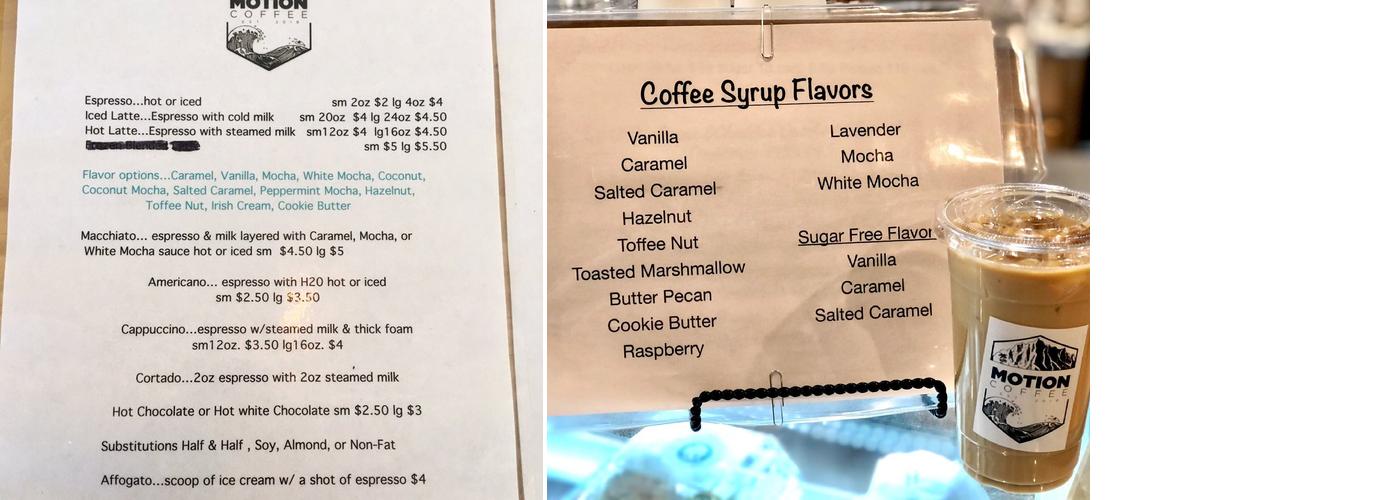 MOTION
COFFEE
EST 2018
Espresso...hot or iced sm 2oz $2 lg 4oz $4
Iced Latte...Espresso with cold milk sm 20oz $4 lg 24oz $4.50
Hot Latte...Espresso with steamed milk sm12oz $4 lg16oz $4.50
sm $5 lg $5.50
Flavor options...Caramel, Vanilla, Mocha, White Mocha, Coconut,
Coconut Mocha, Salted Caramel, Peppermint Mocha, Hazelnut,
Toffee Nut, Irish Cream, Cookie Butter
Macchiato... espresso & milk layered with Caramel, Mocha, or
White Mocha sauce hot or iced sm $4.50 lg $5
Americano... espresso with H20 hot or iced
sm $2.50 lg $3.50
Cappuccino...espresso w/steamed milk & thick foam
sm12oz. $3.50 lg16oz. $4
Cortado...2oz espresso with 2oz steamed milk
Hot Chocolate or Hot white Chocolate sm $2.50 lg $3
Substitutions Half & Half , Soy, Almond, or Non-Fat
Affogato...scoop of ice cream w/ a shot of espresso $4
Coffee Syrup Flavors
Vanilla
Caramel
Salted Caramel
Hazelnut
Toffee Nut
Toasted Marshmallow
Butter Pecan
Cookie Butter
Raspberry
Lavender
Mocha
White Mocha
Sugar Free Flavor
Vanilla
Caramel
Salted Caramel
MOTION
COFFEE